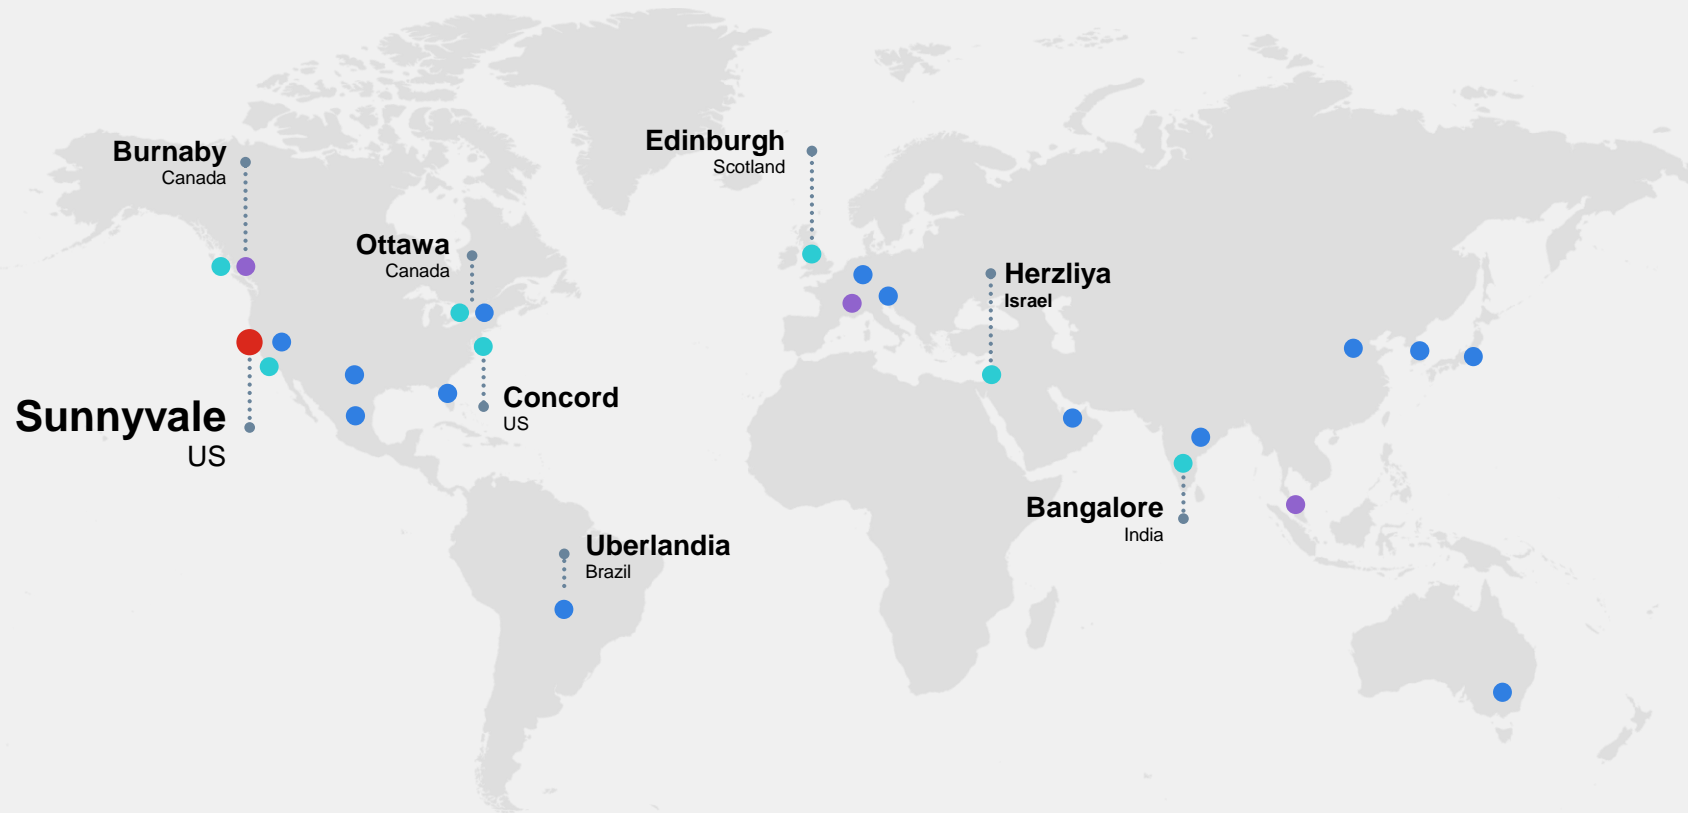 Burnaby
Canada
Edinburgh
Scotland
Ottawa
Canada
Herzliya
Israel
Sunnyvale
US
Concord
US
Bangalore
India
Uberlandia
Brazil